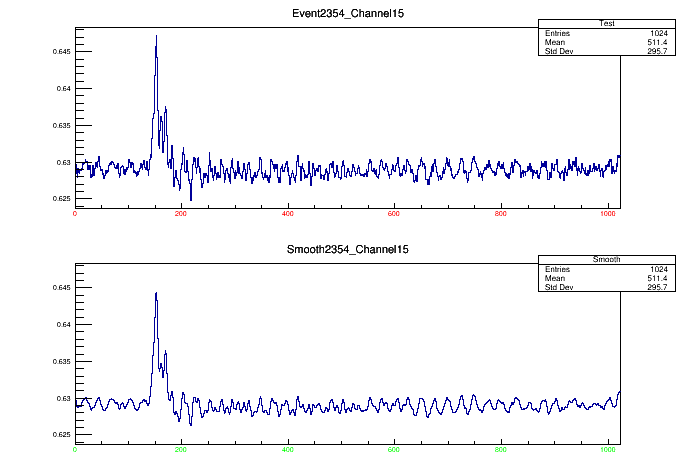 Event2354_Channel15
Test
Entries 1024
Mean 511.4
Std Dev 295.7
0.645
0.64
0.635
0.63
0.625
0 200 400 600 800 1000
Smooth2354_Channel15
Smooth
Entries 1024
Mean 511.4
Std Dev 295.7
0.645
0.64
0.635
0.63
0.625
0 200 400 600 800 1000